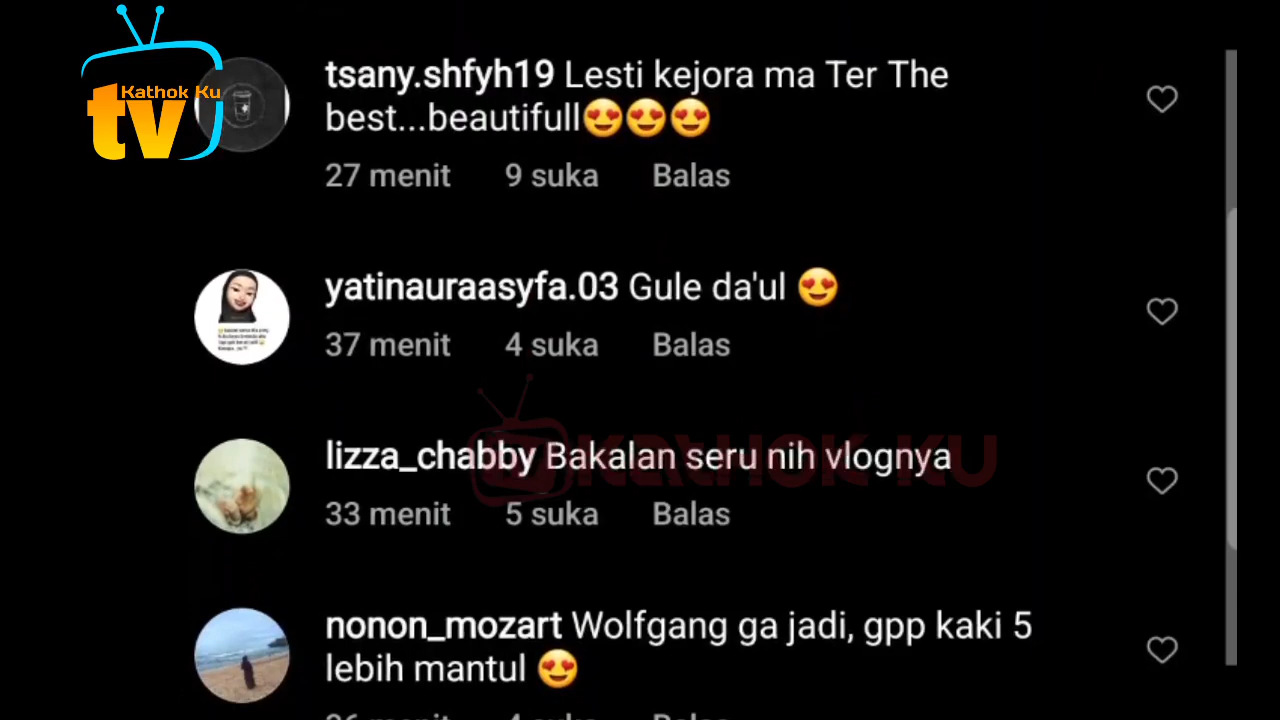 Kathok Ku
tv
tsany.shfyh19 Lesti kejora ma Ter The
best...beautifull😍😍😍
27 menit 9 suka Balas
yatinauraasyfa.03 Gule da'ul 😍
37 menit 4 suka Balas
lizza_chabby Bakalan seru nih vlognya
33 menit 5 suka Balas
tv KATHOK KU
nonon_mozart Wolfgang ga jadi, gpp kaki 5
lebih mantul 😍